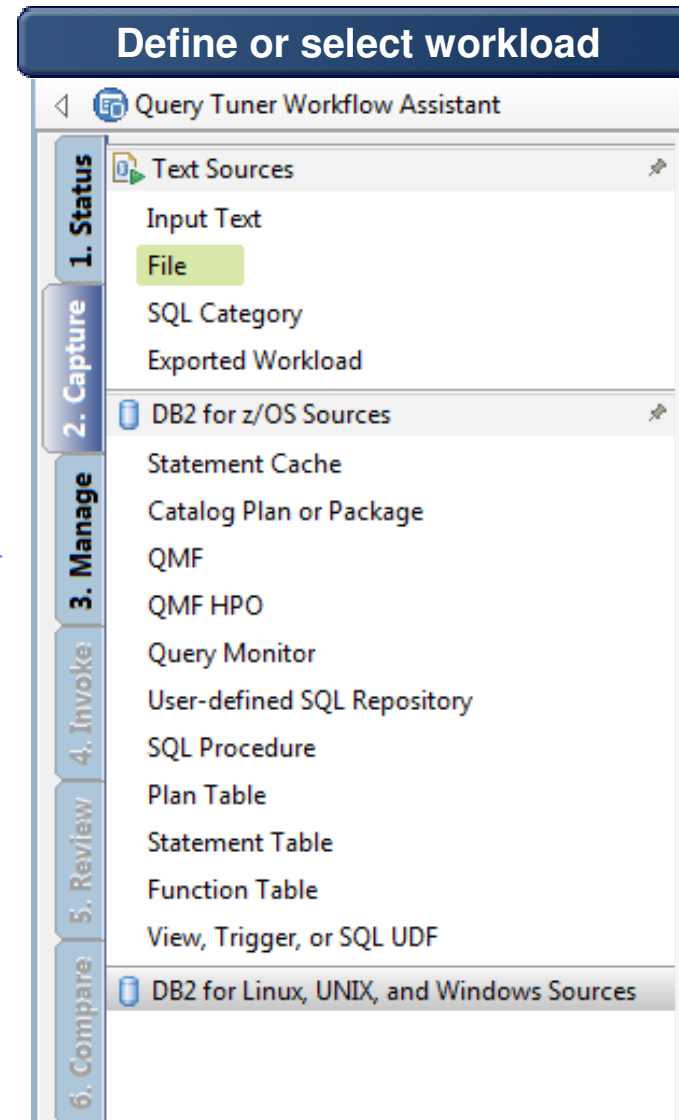 Define or select workload
Query Tuner Workflow Assistant
1. Status
2. Capture
3. Manage
4. Invoke
5. Review
6. Compare
Text Sources
Input Text
File
SQL Category
Exported Workload
DB2 for z/OS Sources
Statement Cache
Catalog Plan or Package
QMF
QMF HPO
Query Monitor
User-defined SQL Repository
SQL Procedure
Plan Table
Statement Table
Function Table
View, Trigger, or SQL UDF
DB2 for Linux, UNIX, and Windows Sources